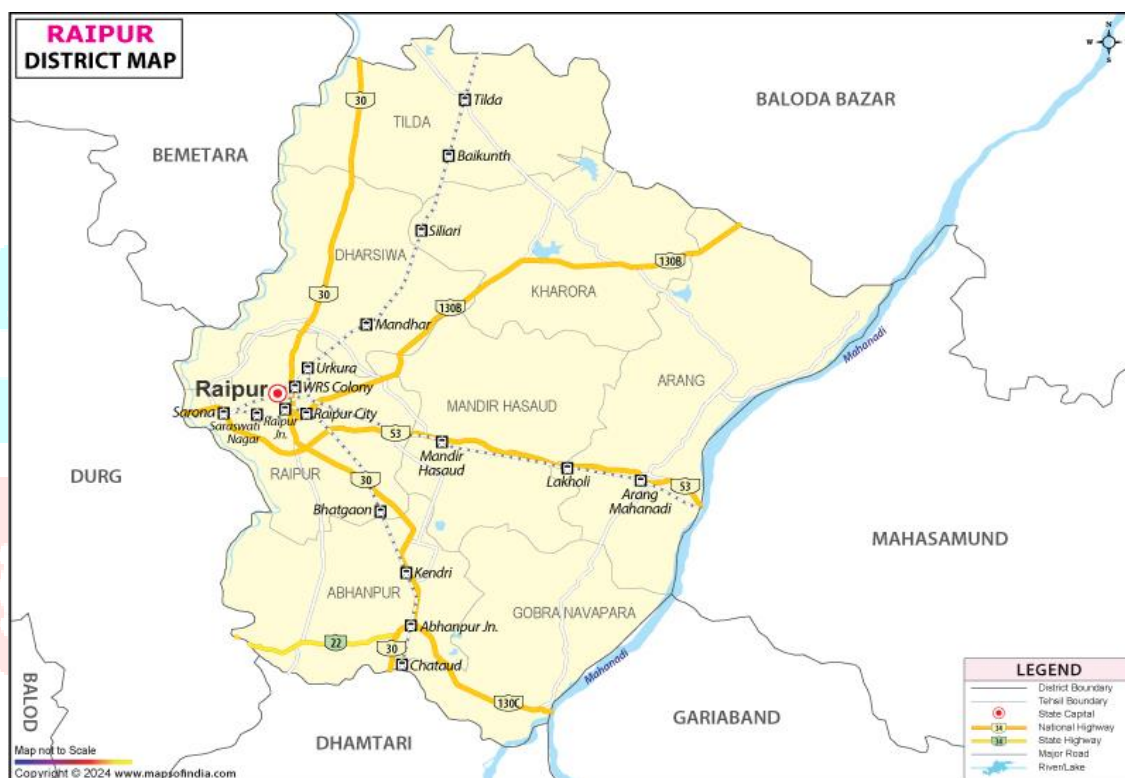 RAIPUR
DISTRICT MAP
N
W
E
S
BALODA BAZAR
BEMETARA
30
Tilda
TILDA
Baikunth
Siliari
DHARSIWA
130B
KHARORA
30
130B
Mandhar
Mahanadi
Urkura
WRS Colony
Raipur
ARANG
MANDIR HASAUD
Sarona
Saraswati
Nagar
Raipur
Jn.
Raipur City
53
Mandir
Hasaud
RAIPUR
30
Lakholi
Arang
Mahanadi
53
DURG
Bhatgaon
MAHASAMUND
Kendri
ABHANPUR
GOBRA NAVAPARA
Abhanpur Jn.
22
30
Chataud
Mahanadi
130C
BALOD
DHAMTARI
GARIABAND
LEGEND
District Boundary
Tehsil Boundary
State Capital
34 National Highway
State Highway
Major Road
River/Lake
Map not to Scale
Copyright © 2024 www.mapsofindia.com